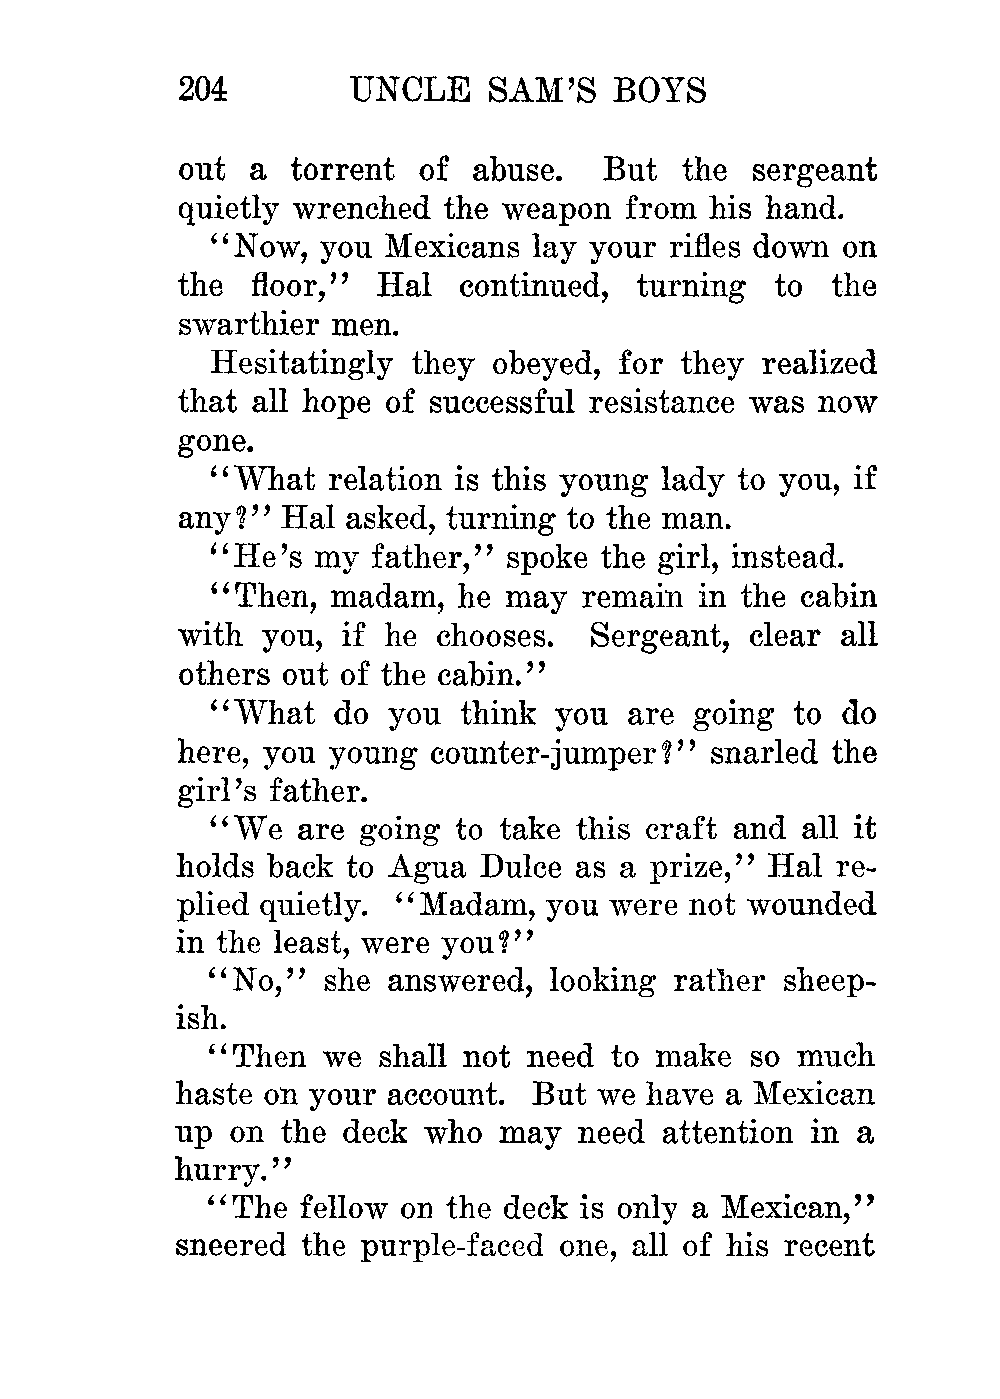 204 UNCLE SAM'S BOYS
out a torrent of abuse. But the sergeant
quietly wrenched the weapon from his hand.
"Now, you Mexicans lay your rifles down on
the floor," Hal continued, turning to the
swarthier men.
Hesitatingly they obeyed, for they realized
that all hope of successful resistance was now
gone.
"What relation is this young lady to you, if
any?" Hal asked, turning to the man.
"He's my father," spoke the girl, instead.
"Then, madam, he may remain in the cabin
with you, if he chooses. Sergeant, clear all
others out of the cabin."
"What do you think you are going to do
here, you young counter-jumper?" snarled the
girl's father.
"We are going to take this craft and all it
holds back to Agua Dulce as a prize," Hal re-
plied quietly. "Madam, you were not wounded
in the least, were you?"
"No," she answered, looking rather sheep-
ish.
"Then we shall not need to make so much
haste on your account. But we have a Mexican
up on the deck who may need attention in a
hurry."
"The fellow on the deck is only a Mexican,"
sneered the purple-faced one, all of his recent